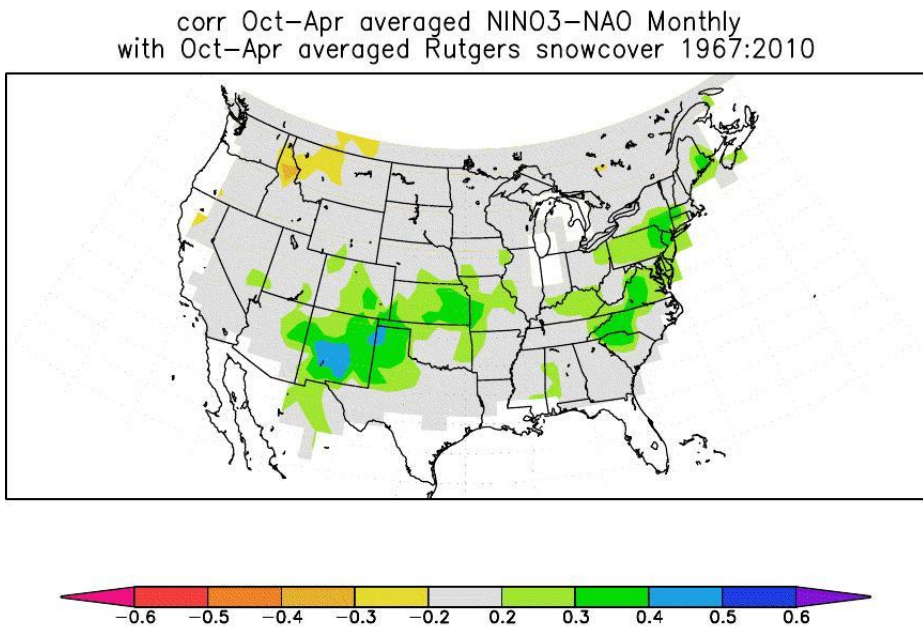 corr Oct-Apr averaged NINO3-NAO Monthly
with Oct-Apr averaged Rutgers snowcover 1967:2010
-0.6 -0.5 -0.4 -0.3 -0.2 0.2 0.3 0.4 0.5 0.6